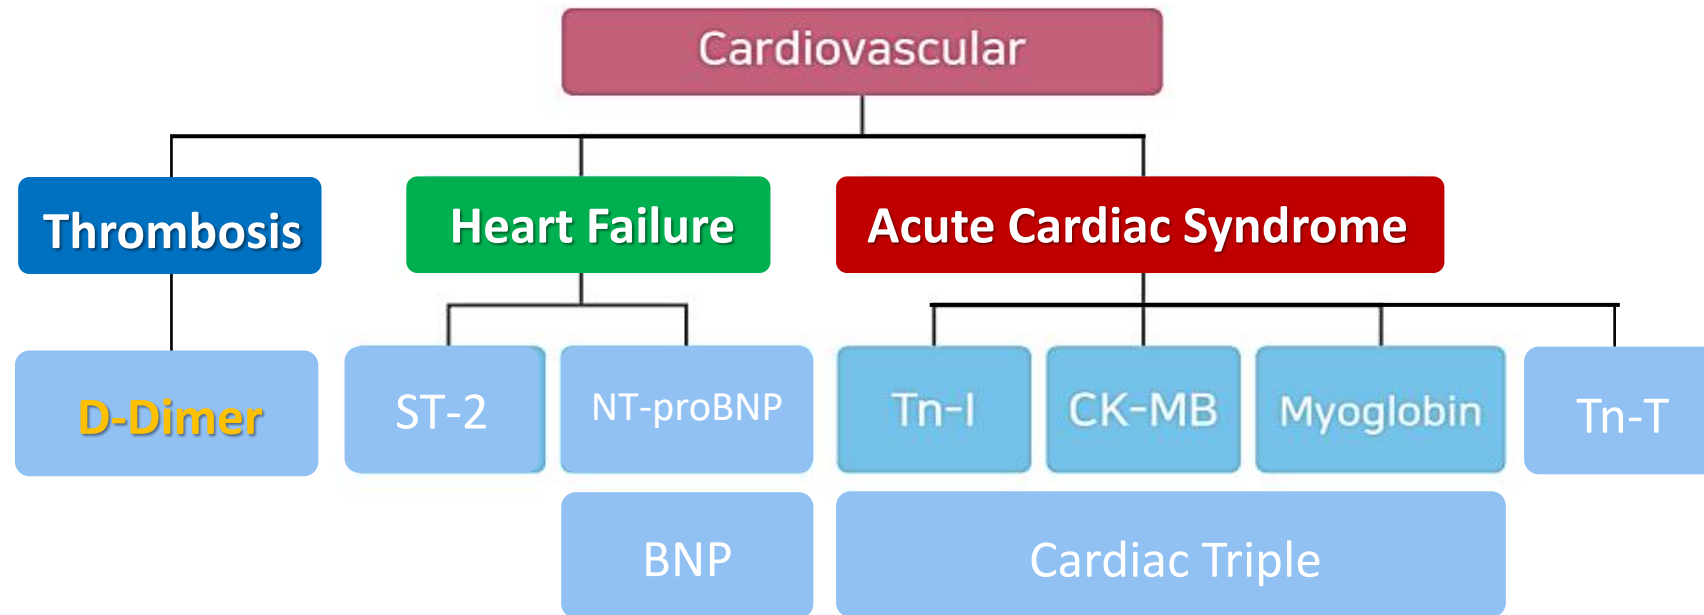 Cardiovascular
Thrombosis
Heart Failure
Acute Cardiac Syndrome
D-Dimer
ST-2
NT-proBNP
Tn-I
CK-MB
Myoglobin
Tn-T
BNP
Cardiac Triple